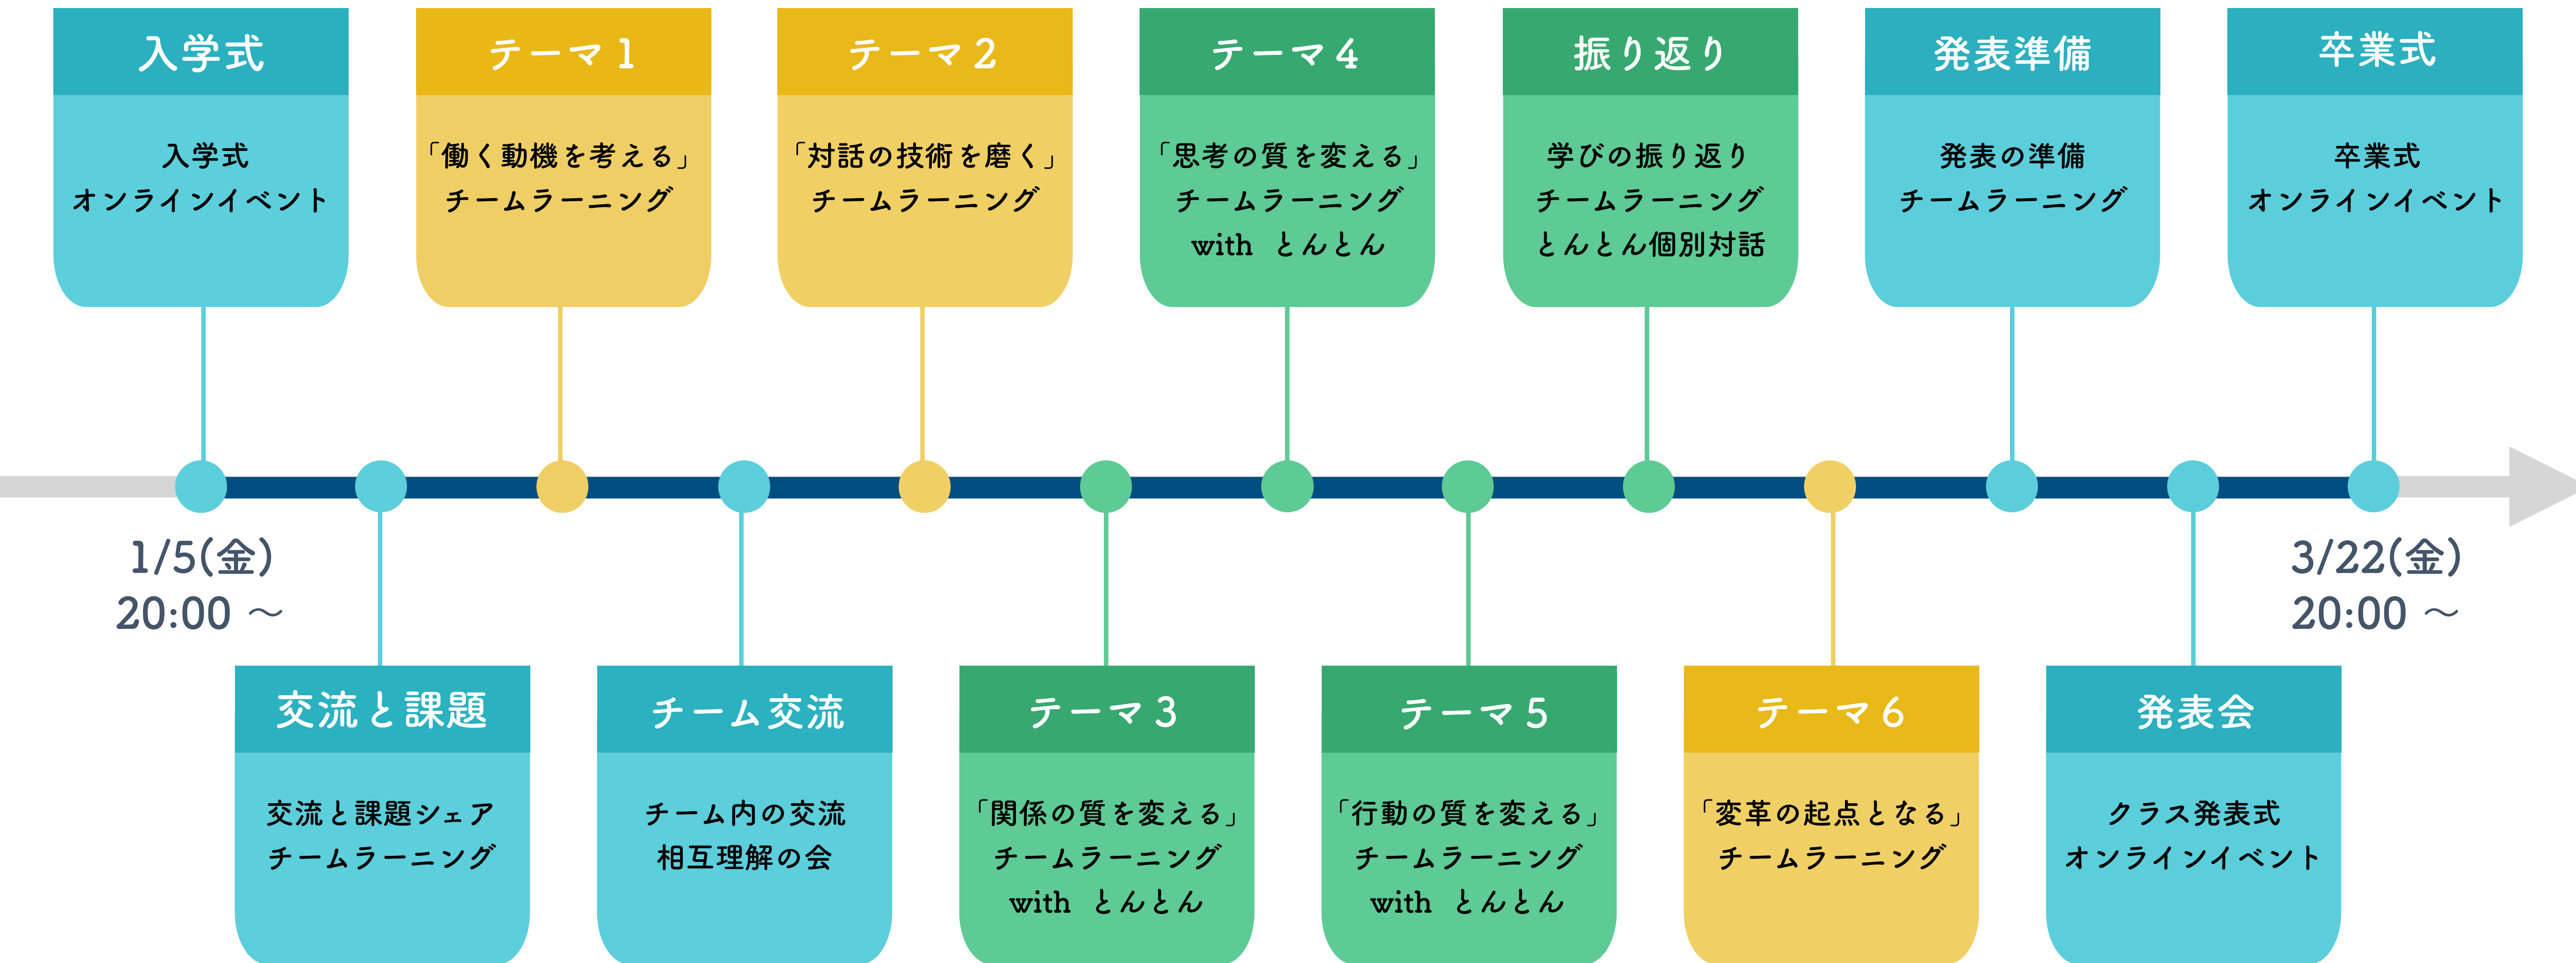 入学式
入学式
オンラインイベント
テーマ１
「働く動機を考える」
チームラーニング
テーマ２
「対話の技術を磨く」
チームラーニング
テーマ４
「思考の質を変える」
チームラーニング
with とんとん
振り返り
学びの振り返り
チームラーニング
とんとん個別対話
発表準備
発表の準備
チームラーニング
卒業式
卒業式
オンラインイベント
1/5(金)
20:00 ～
3/22(金)
20:00 ～
交流と課題
交流と課題シェア
チームラーニング
チーム交流
チーム内の交流
相互理解の会
テーマ３
「関係の質を変える」
チームラーニング
with とんとん
テーマ５
「行動の質を変える」
チームラーニング
with とんとん
テーマ６
「変革の起点となる」
チームラーニング
発表会
クラス発表式
オンラインイベント